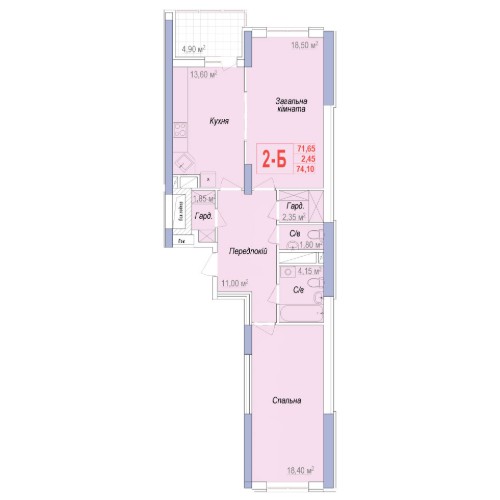 4,90 м²
18,50 м²
13,60 м²
Загальна
кімната
Кухня
2-Б
71,65
2,45
74,10
1,85 м²
Гард.
Гард.
2,35 м²
С/в
1,80 м²
Передпокій
11,00 м²
4,15 м²
С/в
Спальна
18,40 м²